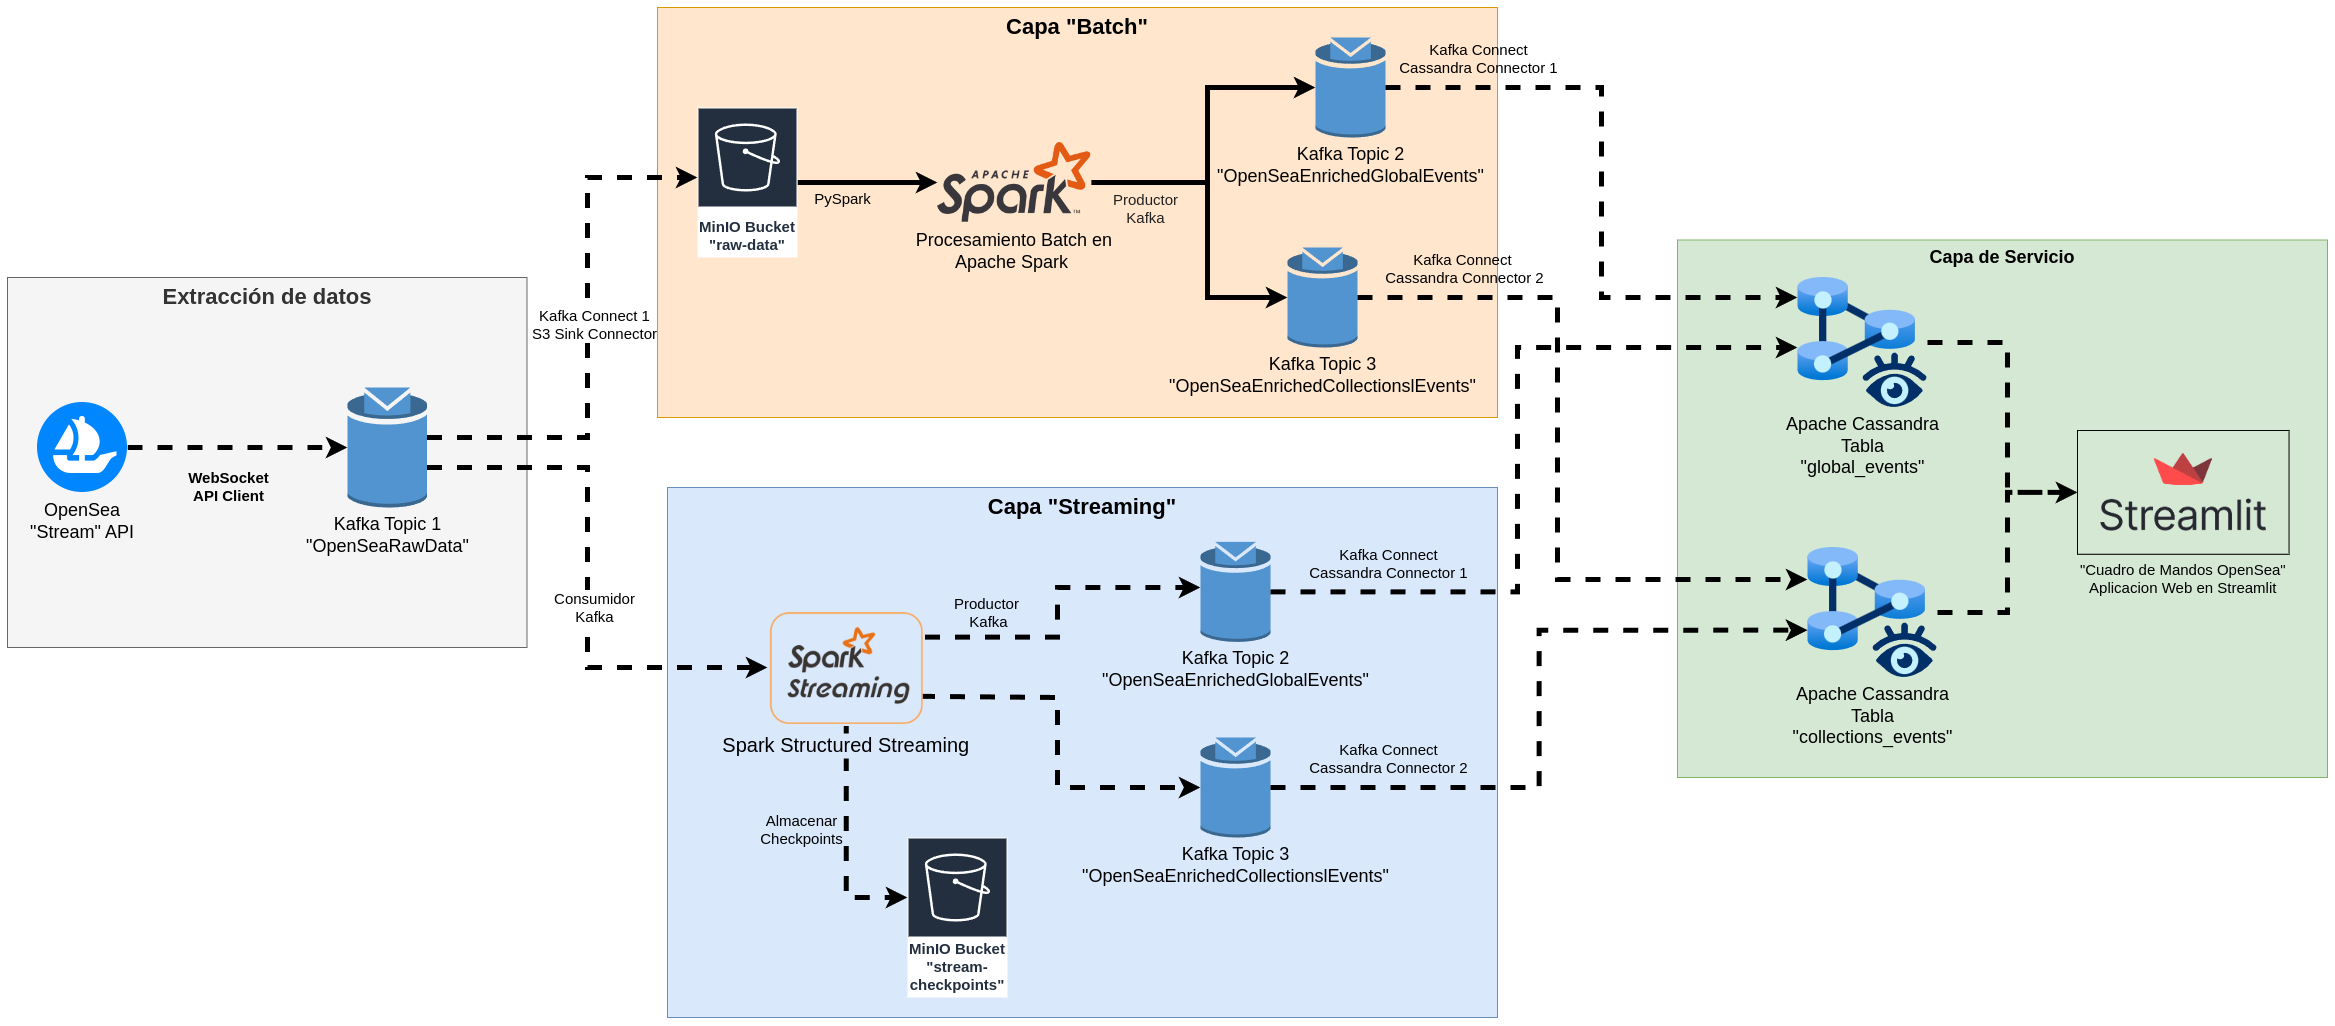 Extracción de datos
OpenSea
"Stream" API
WebSocket
API Client
Kafka Topic 1
"OpenSeaRawData"
Kafka Connect 1
S3 Sink Connector
Consumidor
Kafka
Capa "Batch"
MinIO Bucket
"raw-data"
PySpark
APACHE
Spark
™
Procesamiento Batch en
Apache Spark
Productor
Kafka
Kafka Topic 2
"OpenSeaEnrichedGlobalEvents"
Kafka Connect
Cassandra Connector 1
Kafka Topic 3
"OpenSeaEnrichedCollectionslEvents"
Kafka Connect
Cassandra Connector 2
Capa "Streaming"
Spark
Streaming
Spark Structured Streaming
Productor
Kafka
Almacenar
Checkpoints
MinIO Bucket
"stream-
checkpoints"
Kafka Topic 2
"OpenSeaEnrichedGlobalEvents"
Kafka Connect
Cassandra Connector 1
Kafka Topic 3
"OpenSeaEnrichedCollectionslEvents"
Kafka Connect
Cassandra Connector 2
Capa de Servicio
Apache Cassandra
Tabla
"global_events"
Apache Cassandra
Tabla
"collections_events"
Streamlit
"Cuadro de Mandos OpenSea"
Aplicacion Web en Streamlit